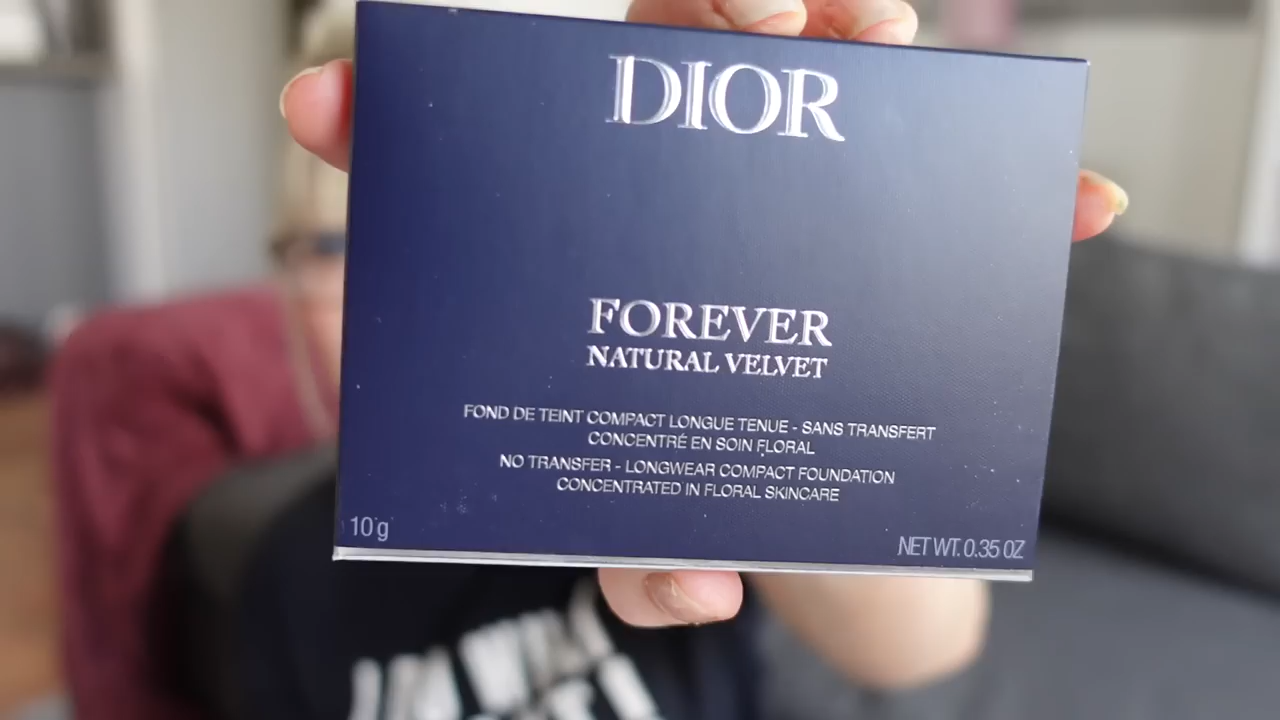 DIOR
FOREVER
NATURAL VELVET
FOND DE TEINT COMPACT LONGUE TENUE - SANS TRANSFERT
CONCENTRÉ EN SOIN FLORAL
NO TRANSFER - LONGWEAR COMPACT FOUNDATION
CONCENTRATED IN FLORAL SKINCARE
10 g
NET WT. 0.35 OZ